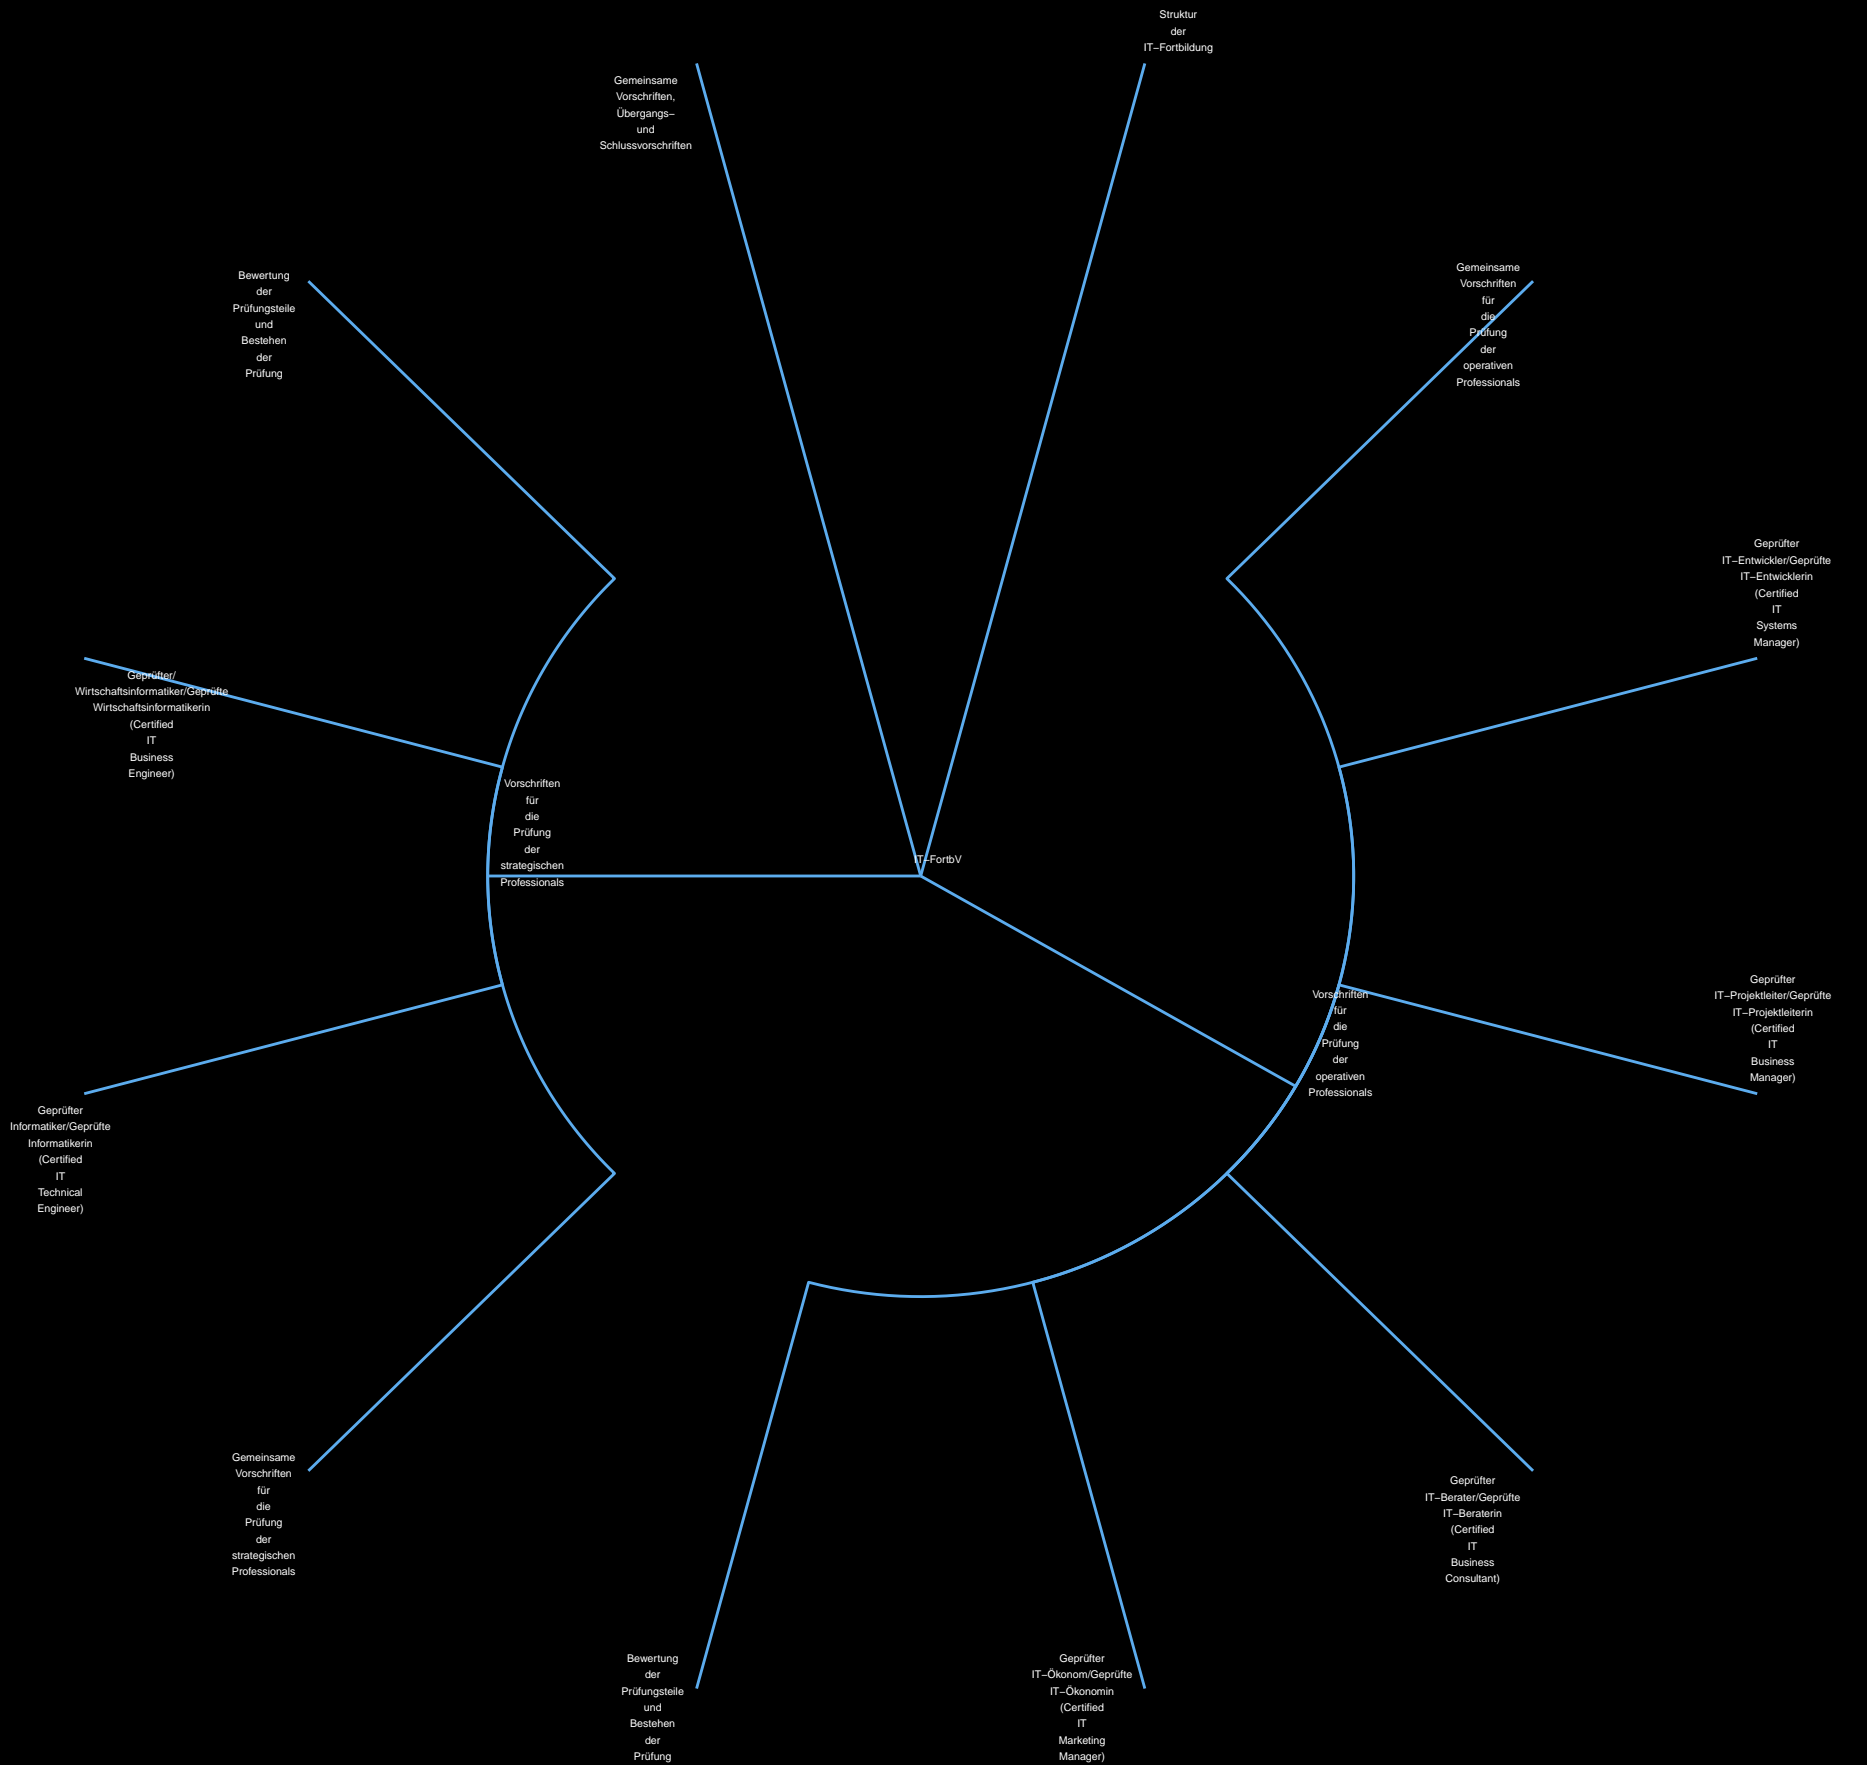 Struktur
der
IT–Fortbildung
Gemeinsame
Vorschriften,
Übergangs–
und
Schlussvorschriften
Gemeinsame
Vorschriften
für
die
Prüfung
der
operativen
Professionals
Bewertung
der
Prüfungsteile
und
Bestehen
der
Prüfung
Geprüfter
IT–Entwickler/Geprüfte
IT–Entwicklerin
(Certified
IT
Systems
Manager)
Geprüfter/
Wirtschaftsinformatiker/Geprüfte
Wirtschaftsinformatikerin
(Certified
IT
Business
Engineer)
Vorschriften
für
die
Prüfung
der
strategischen
Professionals
IT–FortbV
Geprüfter
IT–Projektleiter/Geprüfte
IT–Projektleiterin
(Certified
IT
Business
Manager)
Vorschriften
für
die
Prüfung
der
operativen
Professionals
Geprüfter
Informatiker/Geprüfte
Informatikerin
(Certified
IT
Technical
Engineer)
Gemeinsame
Vorschriften
für
die
Prüfung
der
strategischen
Professionals
Geprüfter
IT–Berater/Geprüfte
IT–Beraterin
(Certified
IT
Business
Consultant)
Bewertung
der
Prüfungsteile
und
Bestehen
der
Prüfung
Geprüfter
IT–Ökonom/Geprüfte
IT–Ökonomin
(Certified
IT
Marketing
Manager)